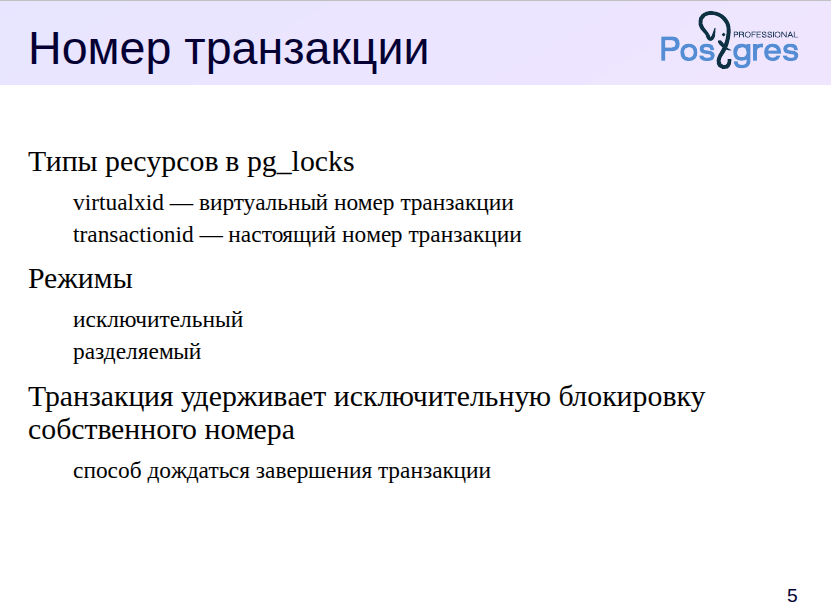 Номер транзакции
PROFESSIONAL
Postgres
Типы ресурсов в pg_locks
virtualxid — виртуальный номер транзакции
transactionid — настоящий номер транзакции
Режимы
исключительный
разделяемый
Транзакция удерживает исключительную блокировку
собственного номера
способ дождаться завершения транзакции
5